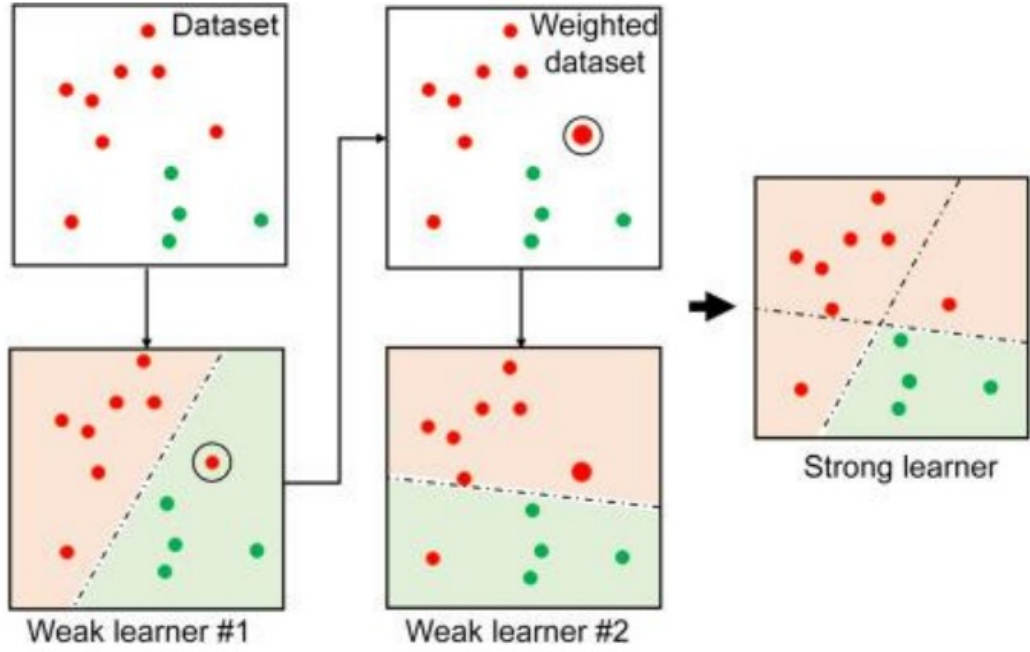 Dataset
Weighted
dataset
Weak learner #1
Weak learner #2
Strong learner